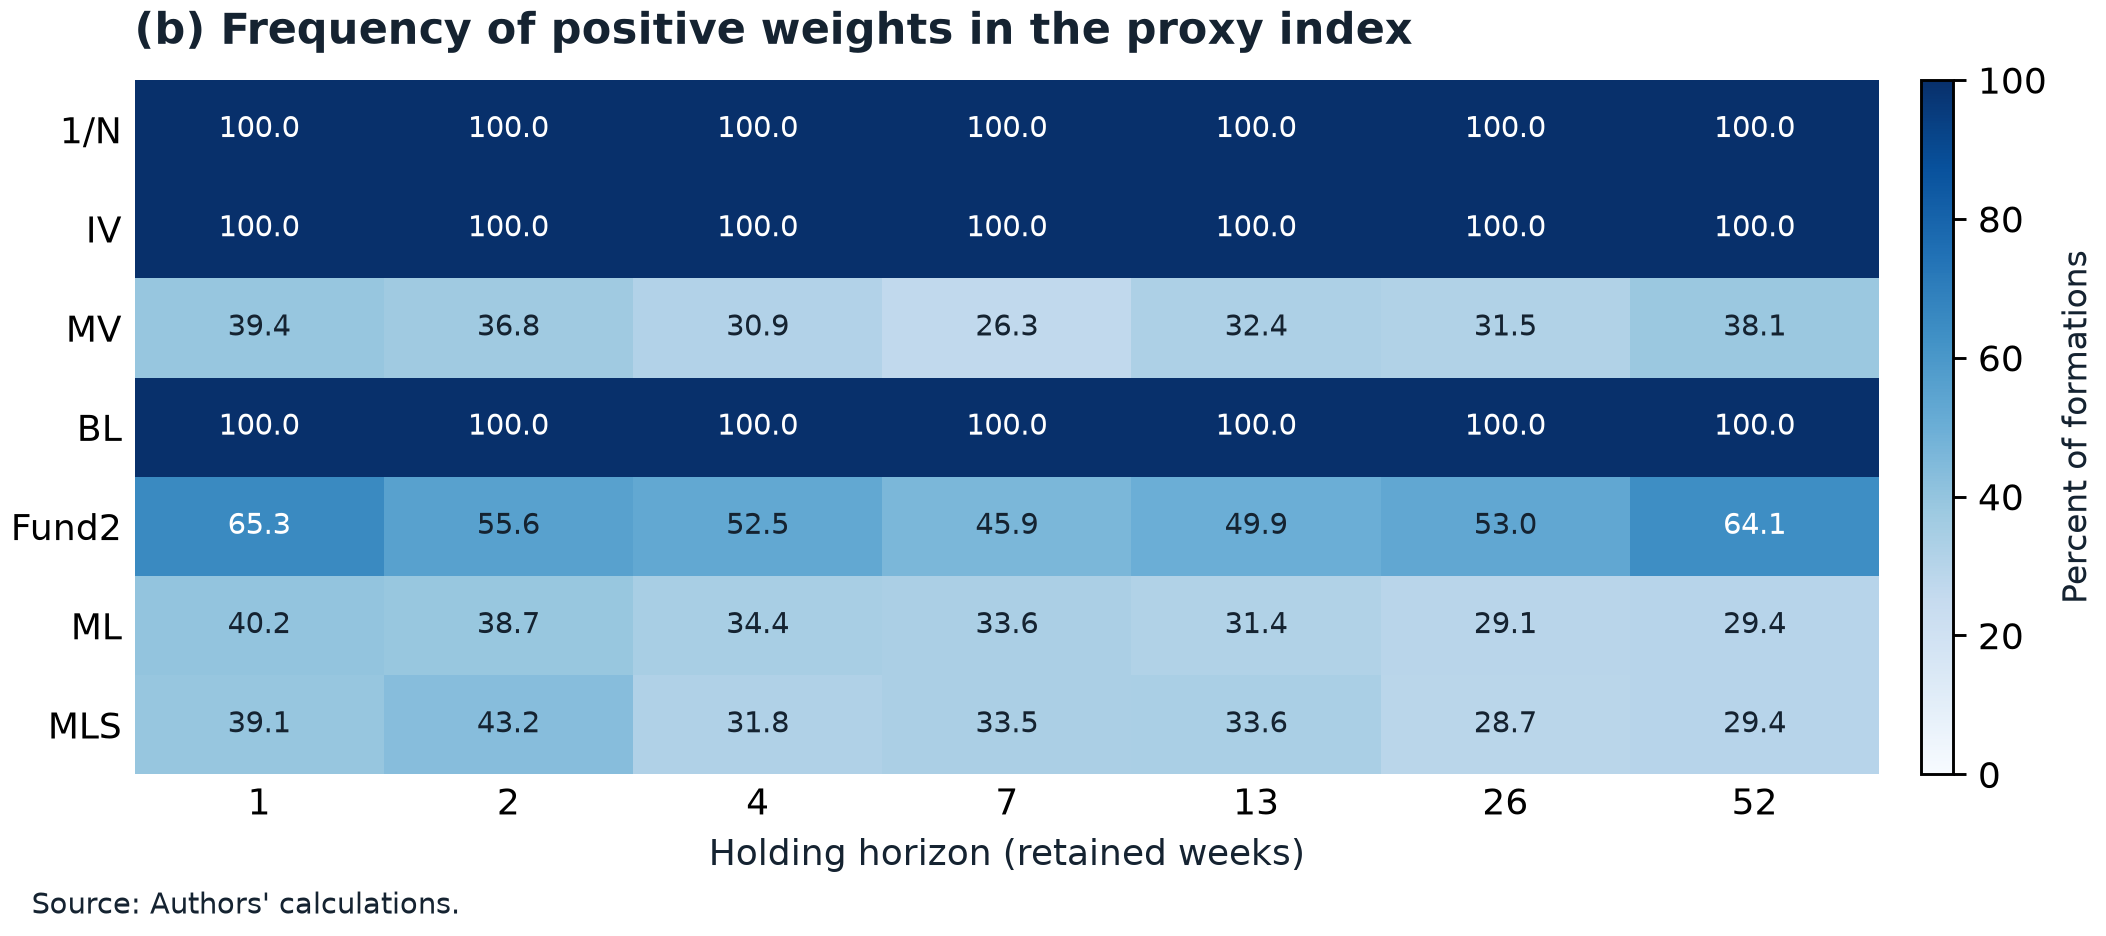 (b) Frequency of positive weights in the proxy index
1/N 100.0 100.0 100.0 100.0 100.0 100.0 100.0
IV 100.0 100.0 100.0 100.0 100.0 100.0 100.0
MV 39.4 36.8 30.9 26.3 32.4 31.5 38.1
BL 100.0 100.0 100.0 100.0 100.0 100.0 100.0
Fund2 65.3 55.6 52.5 45.9 49.9 53.0 64.1
ML 40.2 38.7 34.4 33.6 31.4 29.1 29.4
MLS 39.1 43.2 31.8 33.5 33.6 28.7 29.4
1 2 4 7 13 26 52
Holding horizon (retained weeks)
100
80
60
40
20
0
Percent of formations
Source: Authors' calculations.